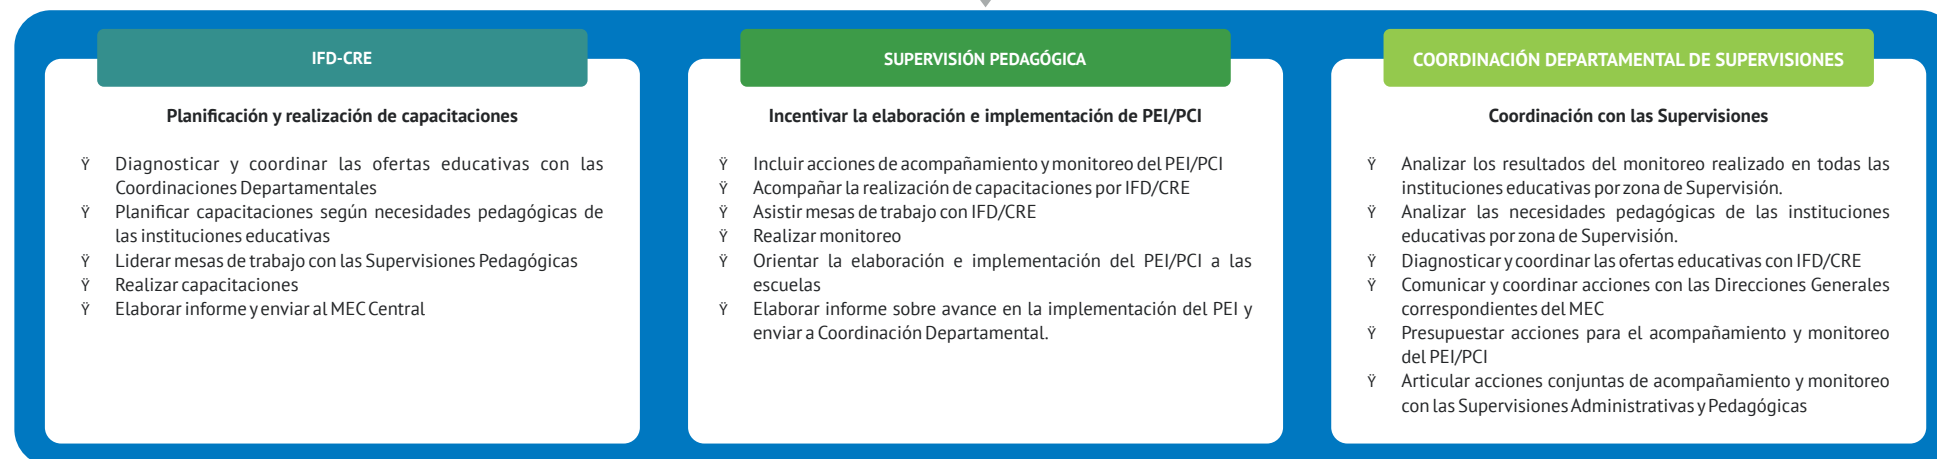 IFD-CRE
Planificación y realización de capacitaciones
Ÿ Diagnosticar y coordinar las ofertas educativas con las
Coordinaciones Departamentales
Ÿ Planificar capacitaciones según necesidades pedagógicas de
las instituciones educativas
Ÿ Liderar mesas de trabajo con las Supervisiones Pedagógicas
Ÿ Realizar capacitaciones
Ÿ Elaborar informe y enviar al MEC Central
SUPERVISIÓN PEDAGÓGICA
Incentivar la elaboración e implementación de PEI/PCI
Ÿ Incluir acciones de acompañamiento y monitoreo del PEI/PCI
Ÿ Acompañar la realización de capacitaciones por IFD/CRE
Ÿ Asistir mesas de trabajo con IFD/CRE
Ÿ Realizar monitoreo
Ÿ Orientar la elaboración e implementación del PEI/PCI a las
escuelas
Ÿ Elaborar informe sobre avance en la implementación del PEI y
enviar a Coordinación Departamental.
COORDINACIÓN DEPARTAMENTAL DE SUPERVISIONES
Coordinación con las Supervisiones
Ÿ Analizar los resultados del monitoreo realizado en todas las
instituciones educativas por zona de Supervisión.
Ÿ Analizar las necesidades pedagógicas de las instituciones
educativas por zona de Supervisión.
Ÿ Diagnosticar y coordinar las ofertas educativas con IFD/CRE
Ÿ Comunicar y coordinar acciones con las Direcciones Generales
correspondientes del MEC
Ÿ Presupuestar acciones para el acompañamiento y monitoreo
del PEI/PCI
Ÿ Articular acciones conjuntas de acompañamiento y monitoreo
con las Supervisiones Administrativas y Pedagógicas